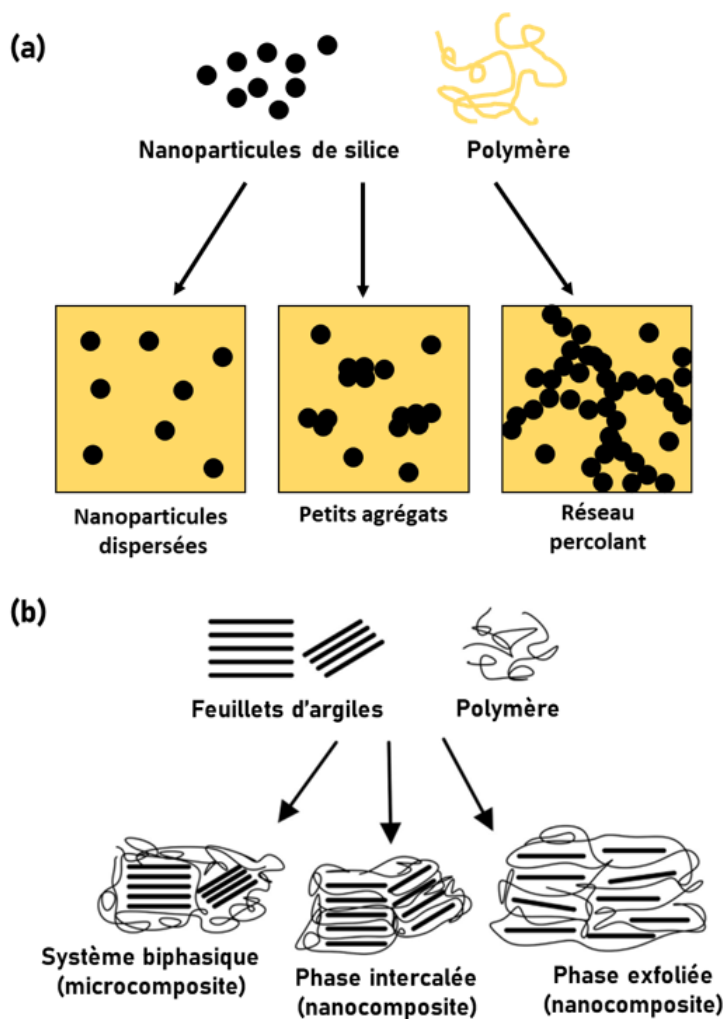 (a)
Nanoparticules de silice
Polymère
Nanoparticules
dispersées
Petits agrégats
Réseau
percolant
(b)
Feuillets d'argiles
Polymère
Système biphasique
(microcomposite)
Phase intercalée
(nanocomposite)
Phase exfoliée
(nanocomposite)